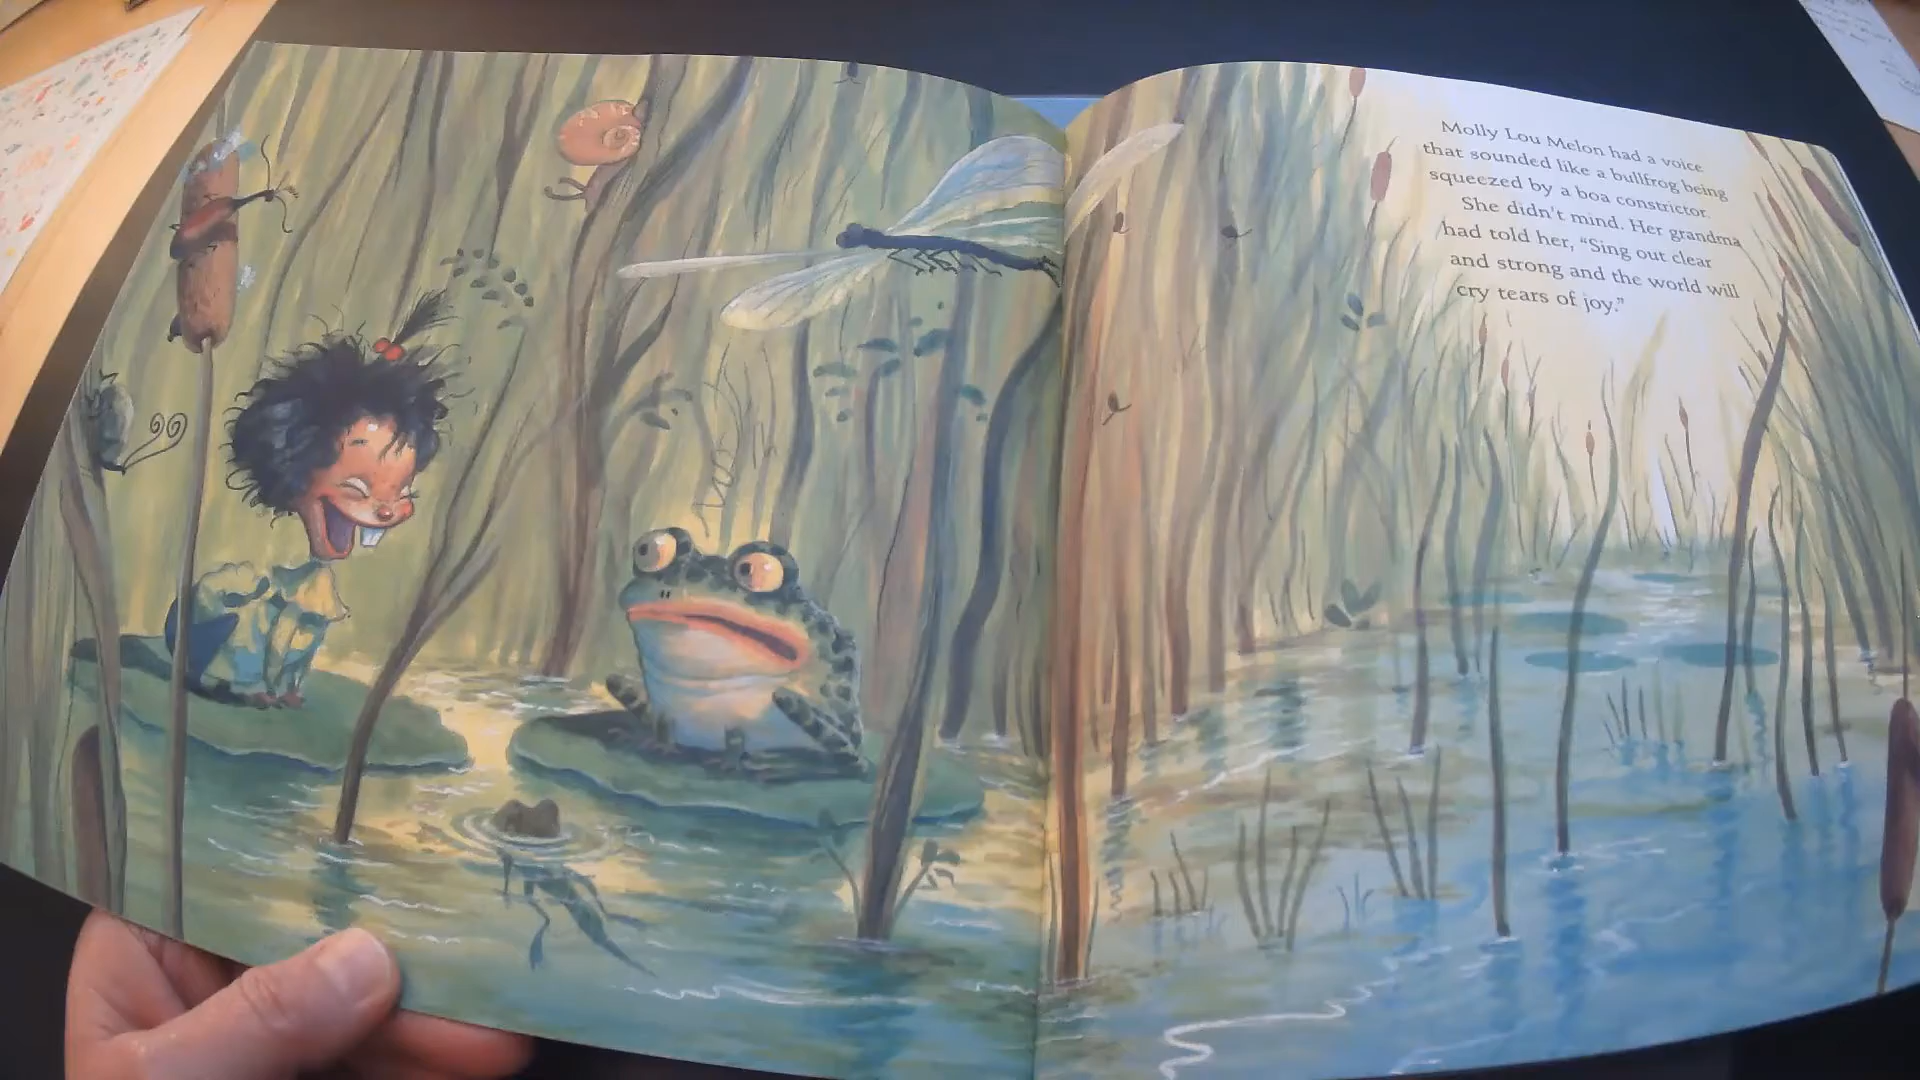 Molly Lou Melon had a voice
that sounded like a bullfrog being
squeezed by a boa constrictor.
She didn't mind. Her grandma
had told her, "Sing out clear
and strong and the world will
cry tears of joy."